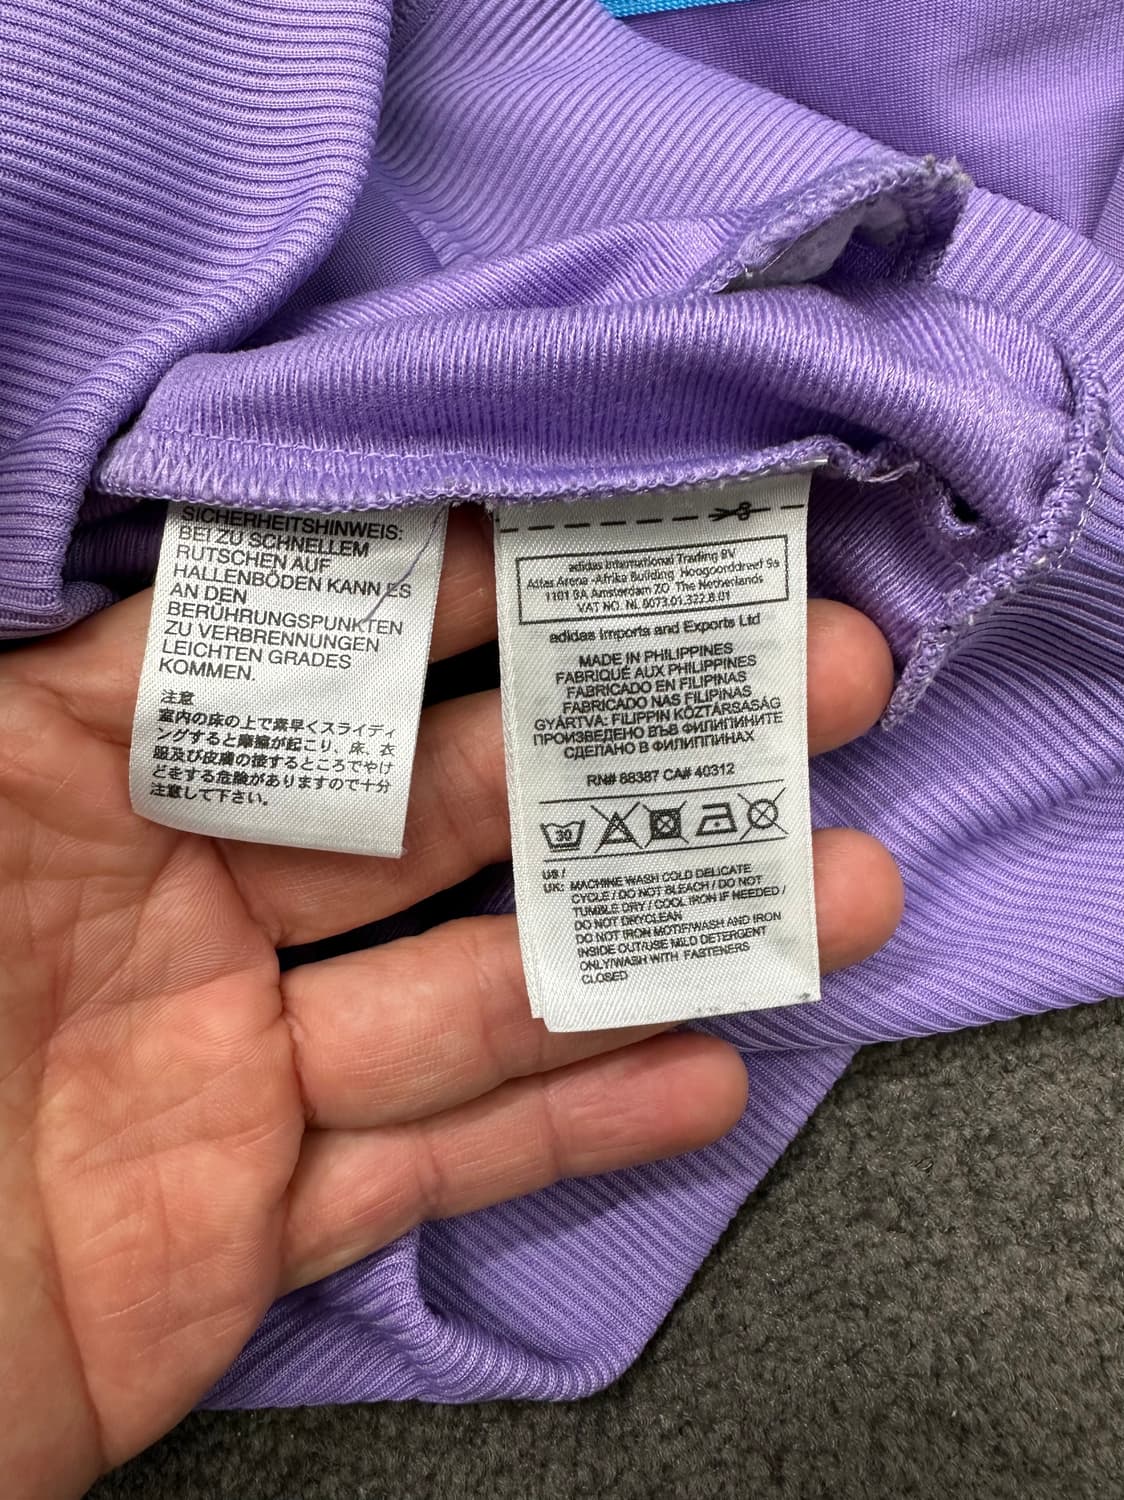 SICHERHEITSHINWEIS:
BEI ZU SCHNELLEM
RUTSCHEN AUF
HALLENBÖDEN KANN ES
AN DEN
BERÜHRUNGSPUNKTEN
ZU VERBRENNUNGEN
LEICHTEN GRADES
KOMMEN.
注意
室内の床の上で素早くスライディ
ングすると摩擦が起こり、床、衣
服及び皮膚の接するところでやけ
どをする危険がありますので十分
注意して下さい。
adidas International Trading BV
Atlas Arena -Afrika Building, Hoogoorddreef 9a
1101 BA Amsterdam ZO The Netherlands
VAT NO. NL 0073.01.322.B.01
adidas Imports and Exports Ltd
MADE IN PHILIPPINES
FABRIQUÉ AUX PHILIPPINES
FABRICADO EN FILIPINAS
FABRICADO NAS FILIPINAS
GYÁRTVA: FILIPPIN KÖZTÁRSASÁG
ПРОИЗВЕДЕНО ВЪВ ФИЛИПИНИТЕ
СДЕЛАНО В ФИЛИППИНАХ
RN# 88387 CA# 40312
30
US /
UK: MACHINE WASH COLD DELICATE
CYCLE / DO NOT BLEACH / DO NOT
TUMBLE DRY / COOL IRON IF NEEDED /
DO NOT DRYCLEAN
DO NOT IRON MOTIF/WASH AND IRON
INSIDE OUT/USE MILD DETERGENT
ONLY/WASH WITH FASTENERS
CLOSED